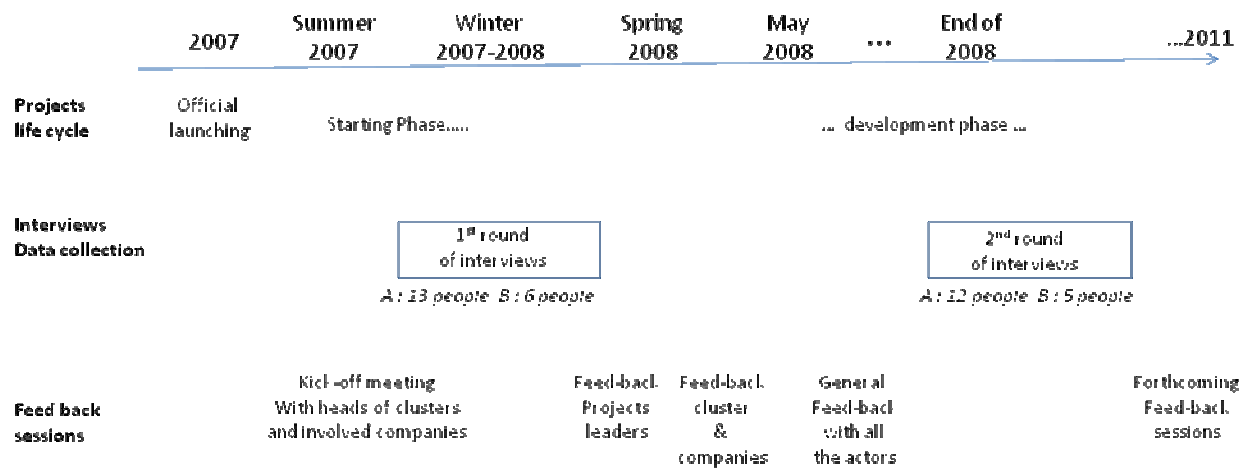 2007
Summer
2007
Winter
2007-2008
Spring
2008
May
2008
...
End of
2008
...2011
Projects
life cycle
Official
launching
Starting Phase.....
... development phase ...
Interviews
Data collection
1st round
of interviews
A : 13 people B : 6 people
2nd round
of interviews
A : 12 people B : 5 people
Feed back
sessions
Kick-off meeting
With heads of clusters
and involved companies
Feed-back
Projects
leaders
Feed-back
cluster
&
companies
General
Feed-back
with all
the actors
Forthcoming
Feed-back
sessions